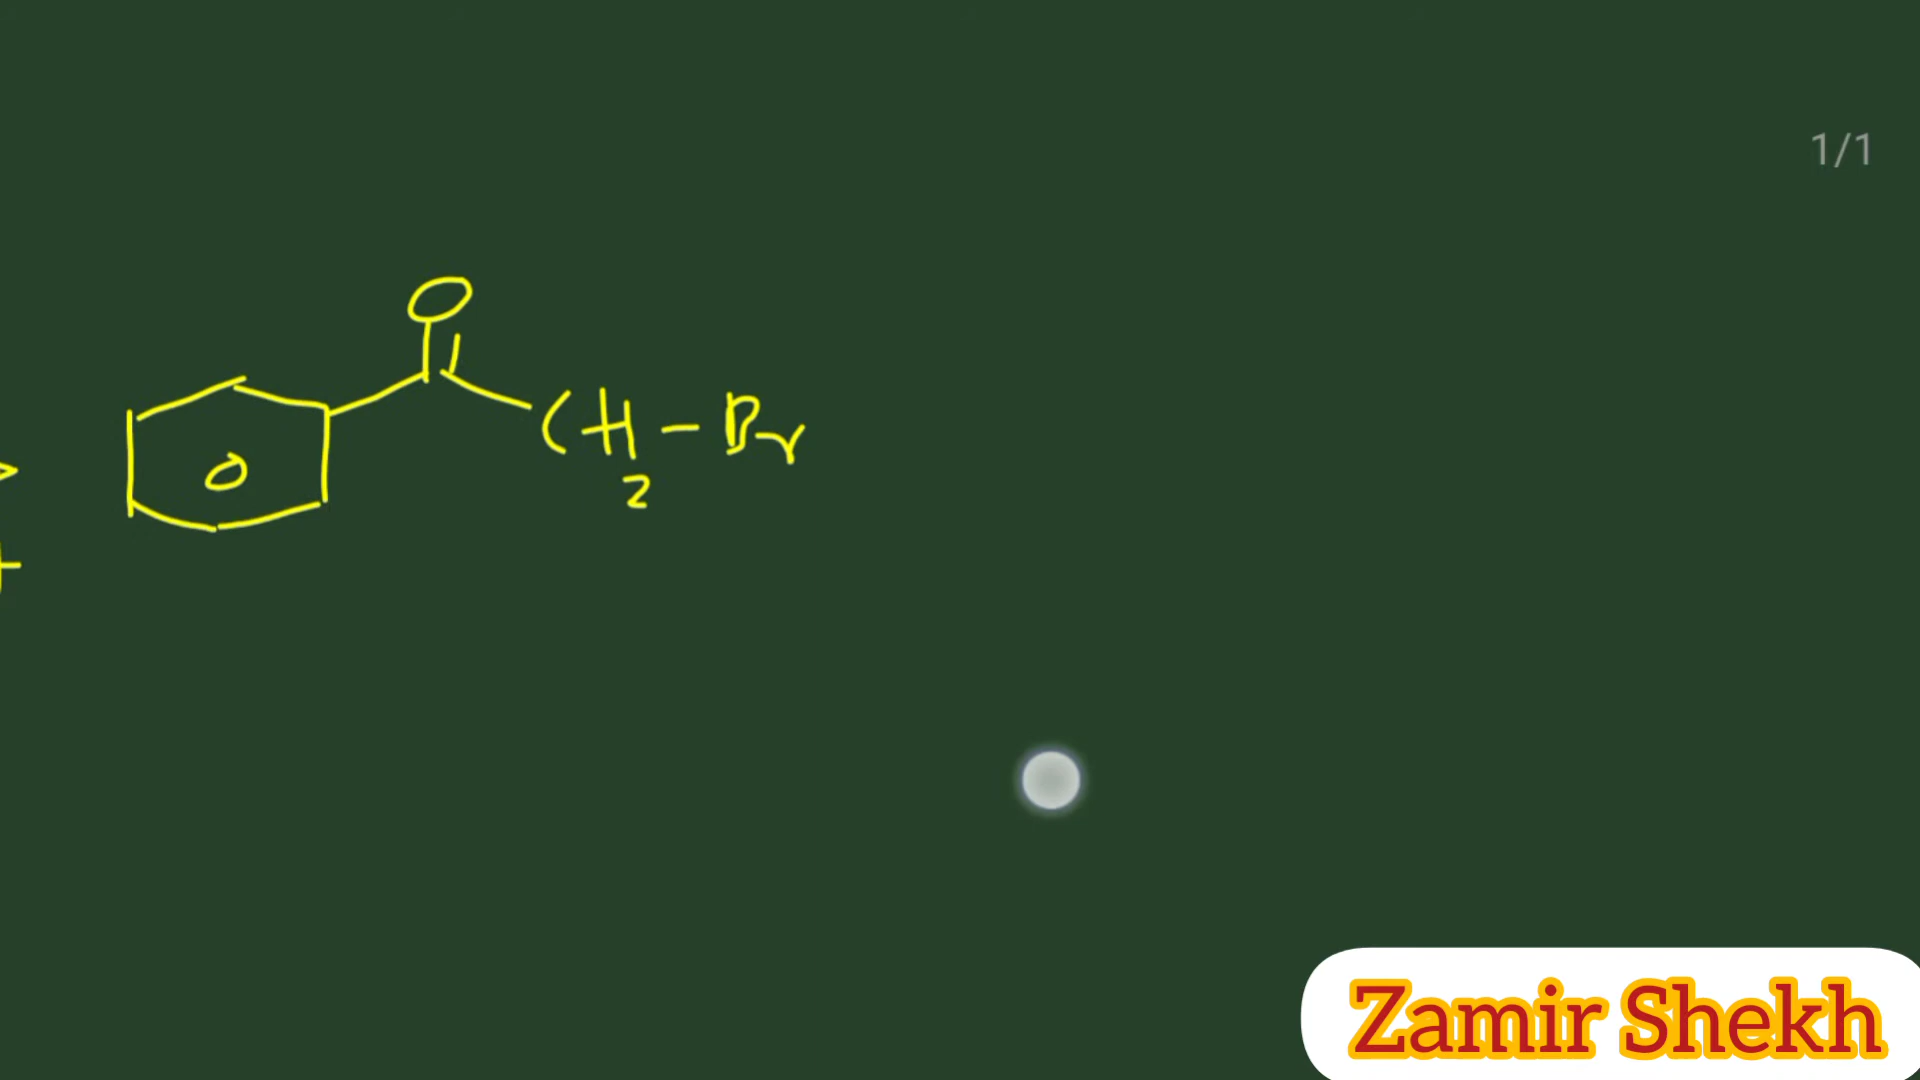 1/1
O
CH2-Br
O
+
Zamir Shekh